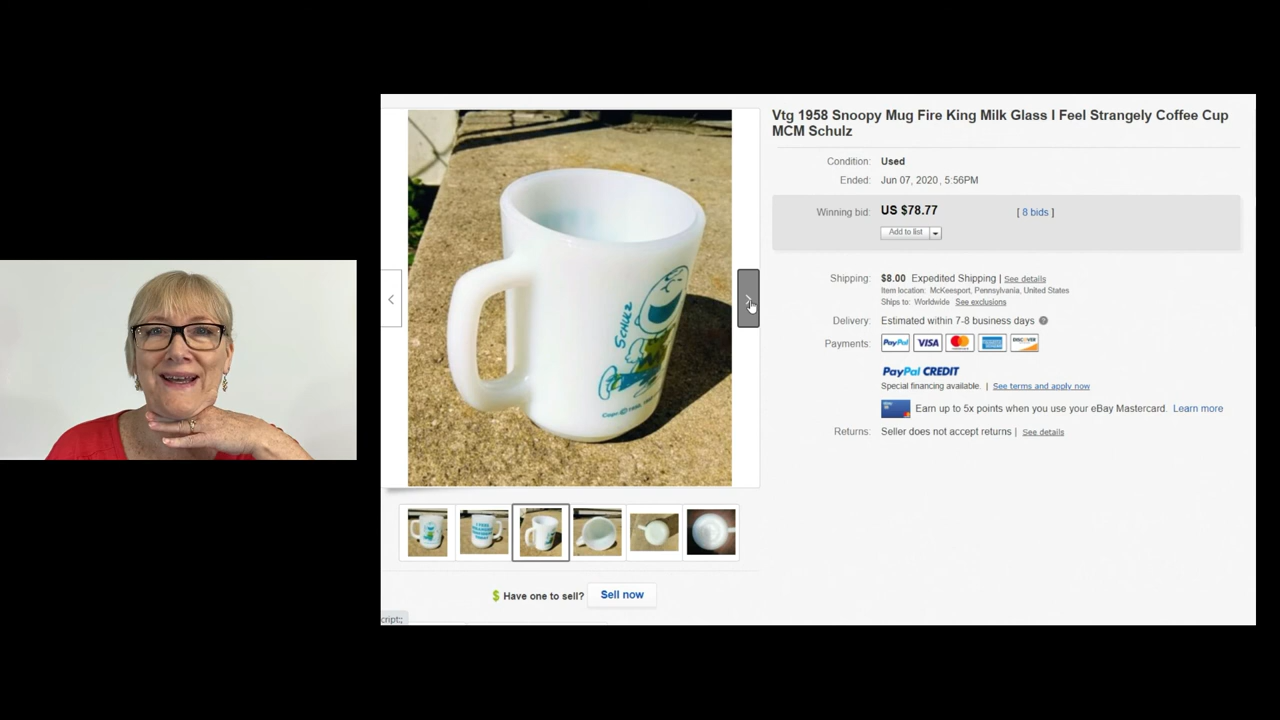 Vtg 1958 Snoopy Mug Fire King Milk Glass I Feel Strangely Coffee Cup
MCM Schulz
Condition: Used
Ended: Jun 07, 2020, 5:56PM
Winning bid: US $78.77 [ 8 bids ]
Add to list
Shipping: $8.00 Expedited Shipping | See details
Item location: McKeesport, Pennsylvania, United States
Ships to: Worldwide See exclusions
Delivery: Estimated within 7-8 business days
Payments: PayPal VISA mastercard DISCOVER
PayPal CREDIT
Special financing available. | See terms and apply now
Earn up to 5x points when you use your eBay Mastercard. Learn more
Returns: Seller does not accept returns | See details
SCHULZ
$ Have one to sell? Sell now
cript:;